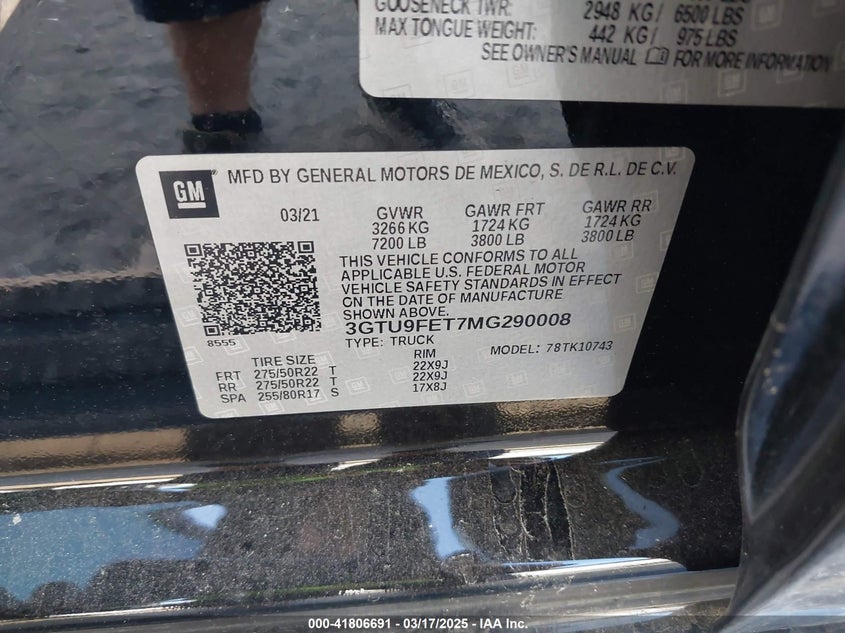 GOOSENECK TWR: 2948 KG/ 6500 LBS
MAX TONGUE WEIGHT: 442 KG/ 975 LBS
SEE OWNER'S MANUAL FOR MORE INFORMATION
GM MFD BY GENERAL MOTORS DE MEXICO, S. DE R.L. DE C.V.
03/21 GVWR GAWR FRT GAWR RR
3266 KG 1724 KG 1724 KG
7200 LB 3800 LB 3800 LB
THIS VEHICLE CONFORMS TO ALL
APPLICABLE U.S. FEDERAL MOTOR
VEHICLE SAFETY STANDARDS IN EFFECT
ON THE DATE OF MANUFACTURE
SHOWN ABOVE.
8555
3GTU9FET7MG290008
TYPE: TRUCK MODEL: 78TK10743
TIRE SIZE RIM
FRT 275/50R22 T 22X9J
RR 275/50R22 T 22X9J
SPA 255/80R17 S 17X8J
000-41806691 — 03/17/2025 — © IAA Inc.